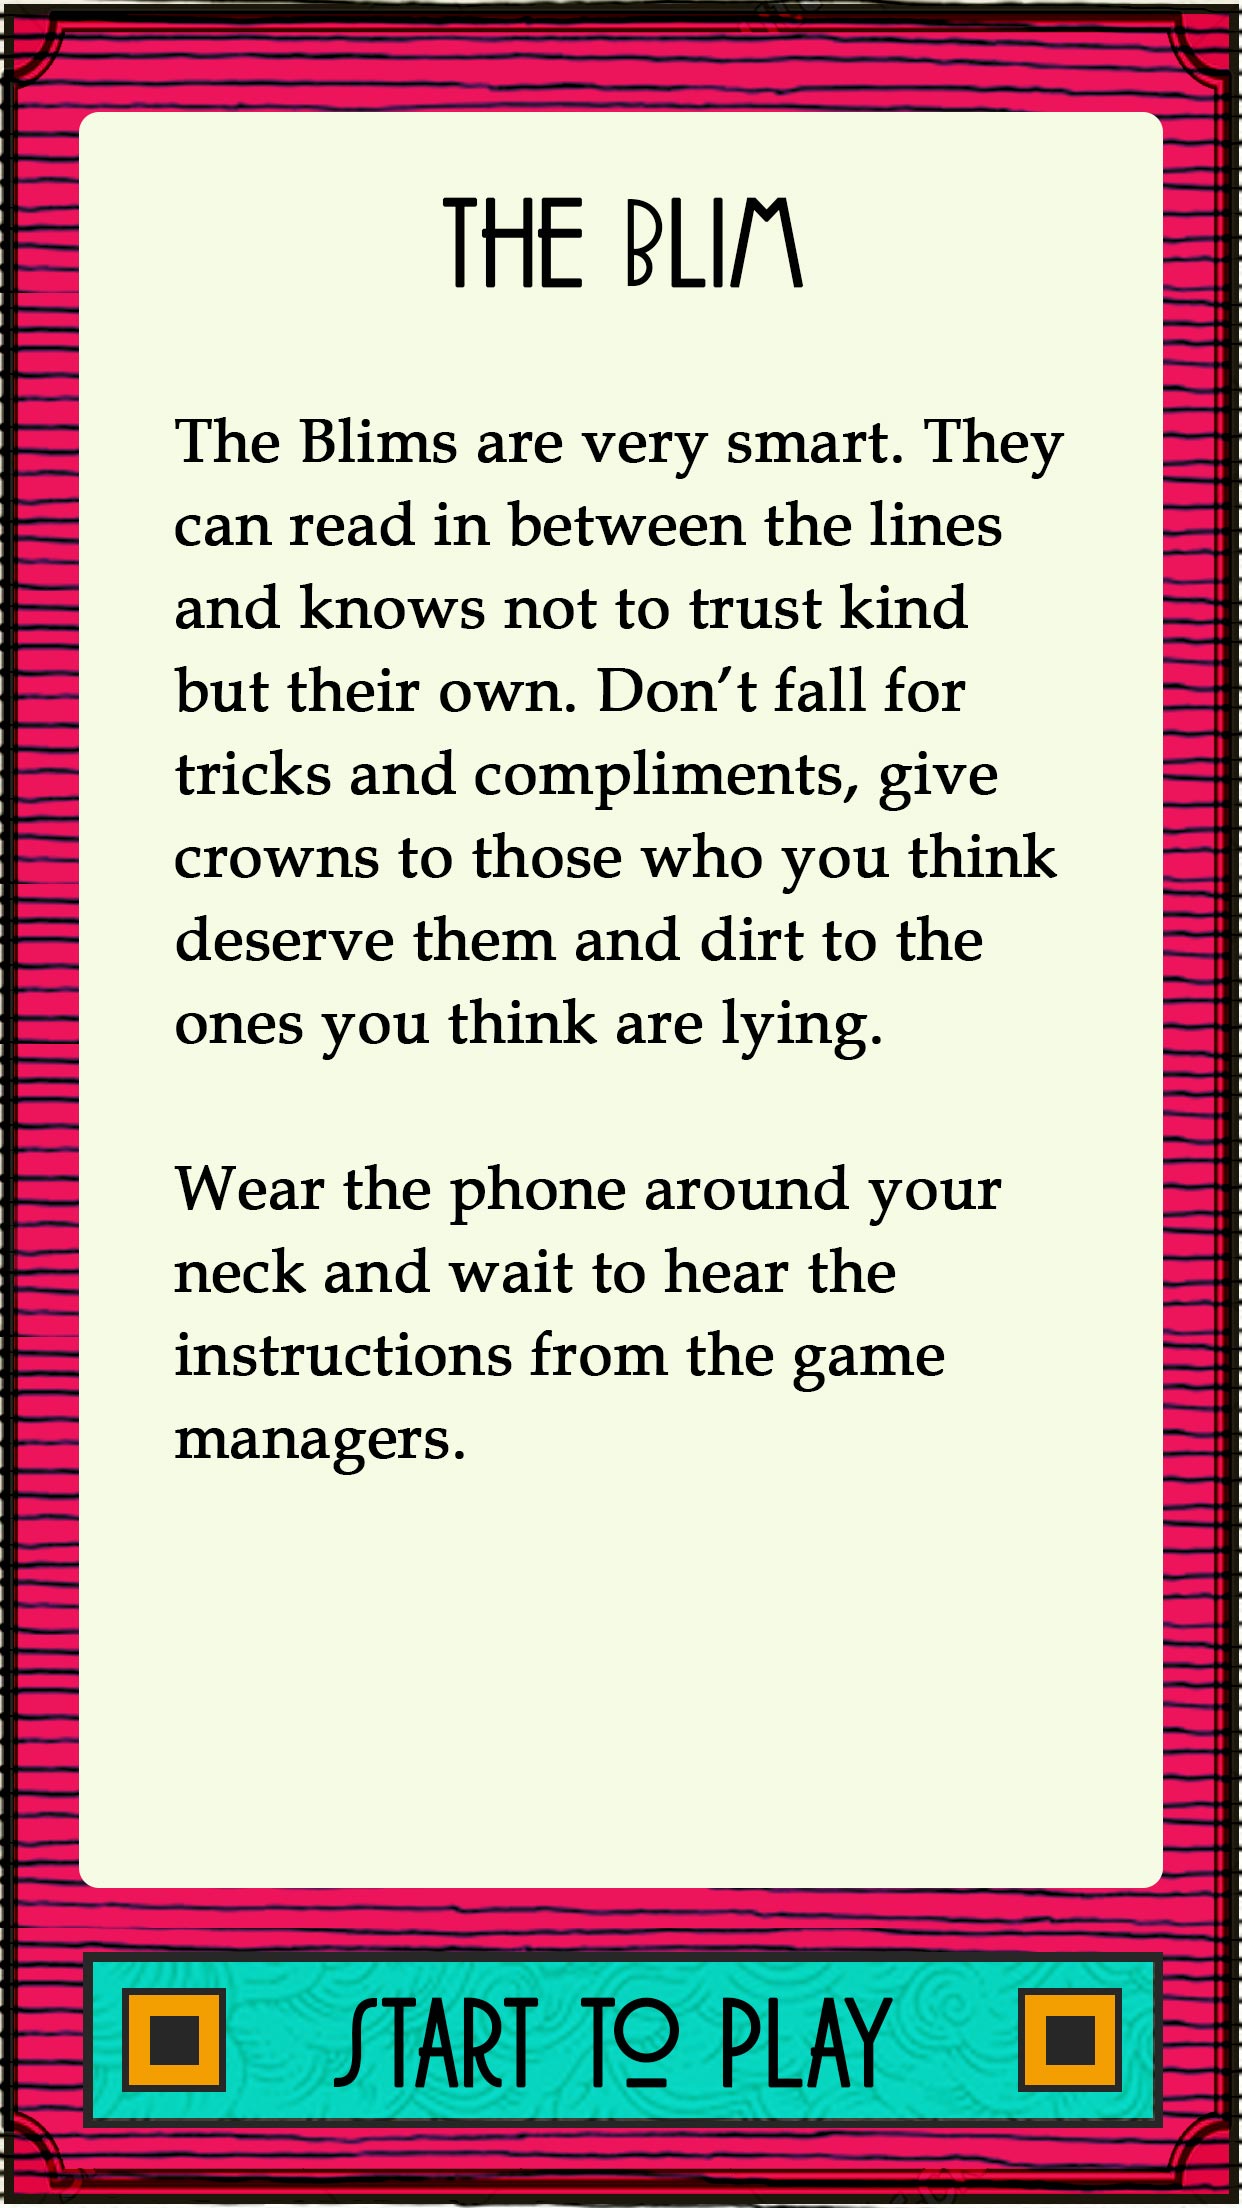 THE BLIM
The Blims are very smart. They
can read in between the lines
and knows not to trust kind
but their own. Don’t fall for
tricks and compliments, give
crowns to those who you think
deserve them and dirt to the
ones you think are lying.
Wear the phone around your
neck and wait to hear the
instructions from the game
managers.
START TO PLAY